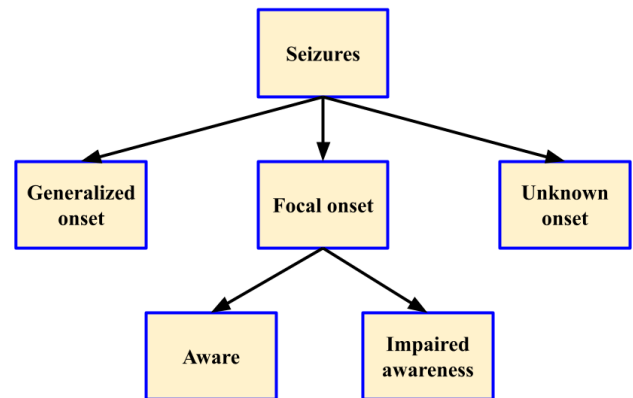 Seizures
Generalized
onset
Focal onset
Unknown
onset
Aware
Impaired
awareness